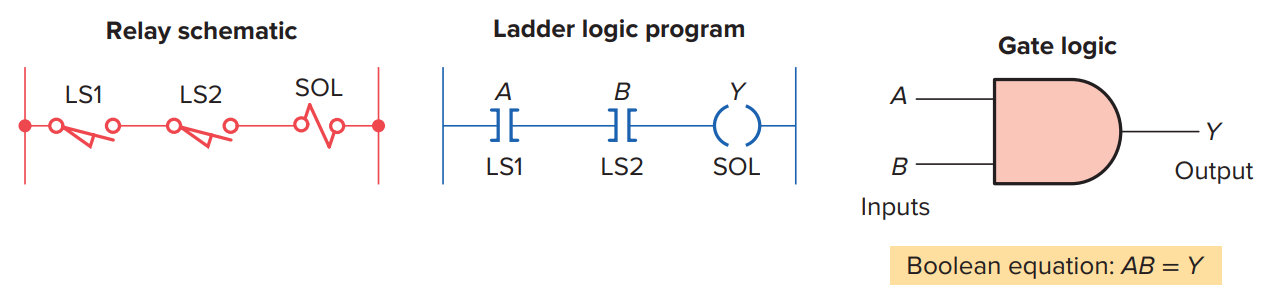 Relay schematic
LS1 LS2 SOL
Ladder logic program
A B Y
LS1 LS2 SOL
Gate logic
A
B
Y
Output
Inputs
Boolean equation: AB = Y